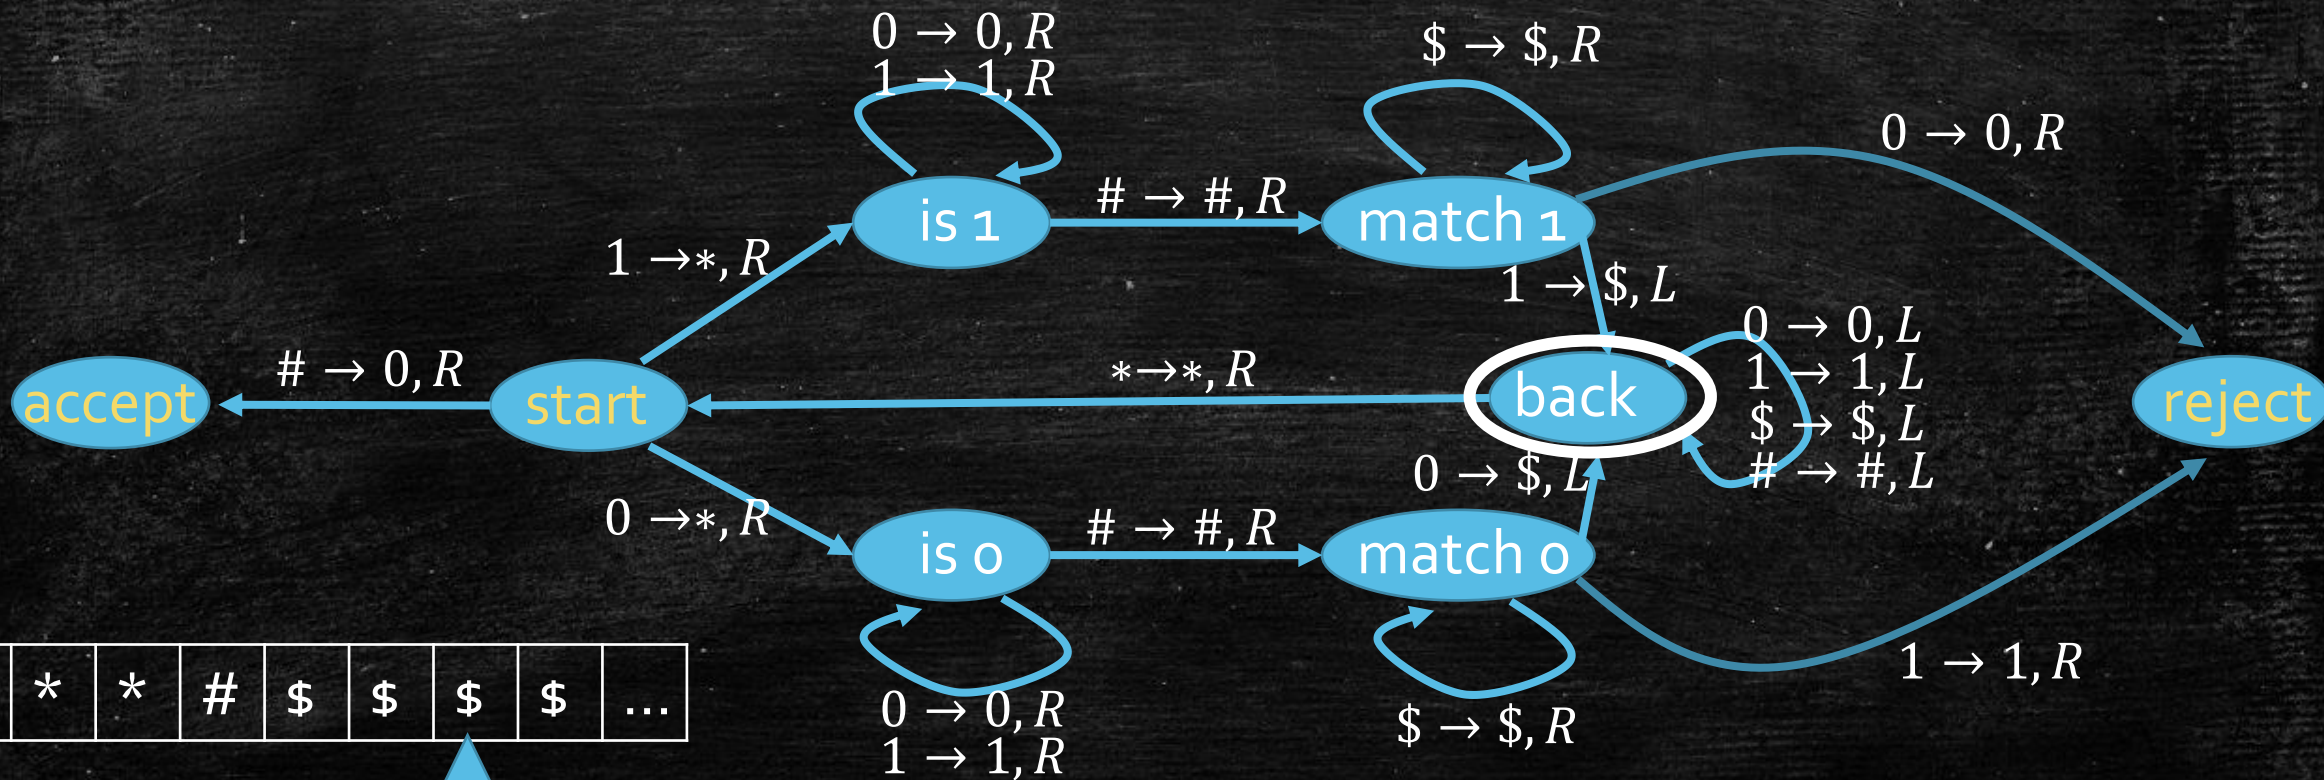 0 → 0, R
1 → 1, R
$ → $, R
0 → 0, R
is 1
# → #, R
match 1
1 →*, R
1 → $, L
0 → 0, L
1 → 1, L
$ → $, L
# → #, L
accept
# → 0, R
start
*→*, R
back
reject
0 → $, L
0 →*, R
is 0
# → #, R
match 0
1 → 1, R
0 → 0, R
1 → 1, R
$ → $, R
* * # $ $ $ $ ...